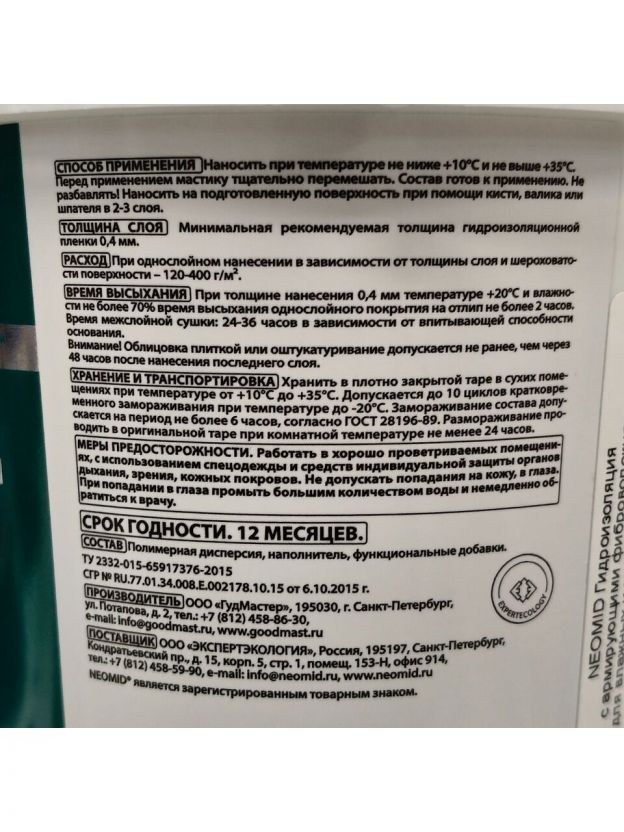 СПОСОБ ПРИМЕНЕНИЯ Наносить при температуре не ниже +10°С и не выше +35°С.
Перед применением мастику тщательно перемешать. Состав готов к применению. Не
разбавлять! Наносить на подготовленную поверхность при помощи кисти, валика или
шпателя в 2-3 слоя.
ТОЛЩИНА СЛОЯ Минимальная рекомендуемая толщина гидроизоляционной
пленки 0,4 мм.
РАСХОД При однослойном нанесении в зависимости от толщины слоя и шероховато-
сти поверхности – 120-400 г/м².
ВРЕМЯ ВЫСЫХАНИЯ При толщине нанесения 0,4 мм температуре +20°С и влажно-
сти не более 70% время высыхания однослойного покрытия на отлип не более 2 часов.
Время межслойной сушки: 24-36 часов в зависимости от впитывающей способности
основания.
Внимание! Облицовка плиткой или оштукатуривание допускается не ранее, чем через
48 часов после нанесения последнего слоя.
ХРАНЕНИЕ И ТРАНСПОРТИРОВКА Хранить в плотно закрытой таре в сухих поме-
щениях при температуре от +10°С до +35°С. Допускается до 10 циклов кратковре-
менного замораживания при температуре до -20°С. Замораживание состава допу-
скается на период не более 6 часов, согласно ГОСТ 28196-89. Размораживание про-
водить в оригинальной таре при комнатной температуре не менее 24 часов.
МЕРЫ ПРЕДОСТОРОЖНОСТИ. Работать в хорошо проветриваемых помещени-
ях, с использованием спецодежды и средств индивидуальной защиты органов
дыхания, зрения, кожных покровов. Не допускать попадания на кожу, в глаза.
При попадании в глаза промыть большим количеством воды и немедленно об-
ратиться к врачу.
СРОК ГОДНОСТИ. 12 МЕСЯЦЕВ.
СОСТАВ Полимерная дисперсия, наполнитель, функциональные добавки.
ТУ 2332-015-65917376-2015
СГР № RU.77.01.34.008.E.002178.10.15 от 6.10.2015 г.
ПРОИЗВОДИТЕЛЬ ООО «ГудМастер», 195030, г. Санкт-Петербург,
ул. Потапова, д. 2, тел.: +7 (812) 458-86-30,
e-mail: info@goodmast.ru, www.goodmast.ru
ПОСТАВЩИК ООО «ЭКСПЕРТЭКОЛОГИЯ», Россия, 195197, Санкт-Петербург,
Кондратьевский пр., д. 15, корп. 5, стр. 1, помещ. 153-Н, офис 914,
тел.: +7 (812) 458-59-90, e-mail: info@neomid.ru, www.neomid.ru
NEOMID® является зарегистрированным товарным знаком.
EXPERTECOLOGY
NEOMID Гидроизоляция
с армирующими
для влажных